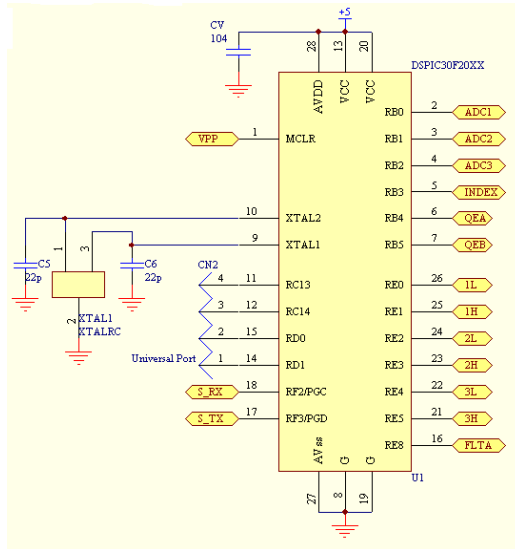 +5
CV
104
28
13
20
DSPIC30F20XX
AVDD
VCC
VCC
VPP 1 MCLR
RB0 2 ADC1
RB1 3 ADC2
RB2 4 ADC3
RB3 5 INDEX
10 XTAL2
RB4 6 QEA
9 XTAL1
RB5 7 QEB
1
3
C5
22p
C6
22p
2
XTAL1
XTALRC
CN2
4 11 RC13
3 12 RC14
2 15 RD0
Universal Port 1 14 RD1
S_RX 18 RF2/PGC
S_TX 17 RF3/PGD
RE0 26 1L
RE1 25 1H
RE2 24 2L
RE3 23 2H
RE4 22 3L
RE5 21 3H
RE8 16 FLTA
AVss
G
G
U1
27
8
19